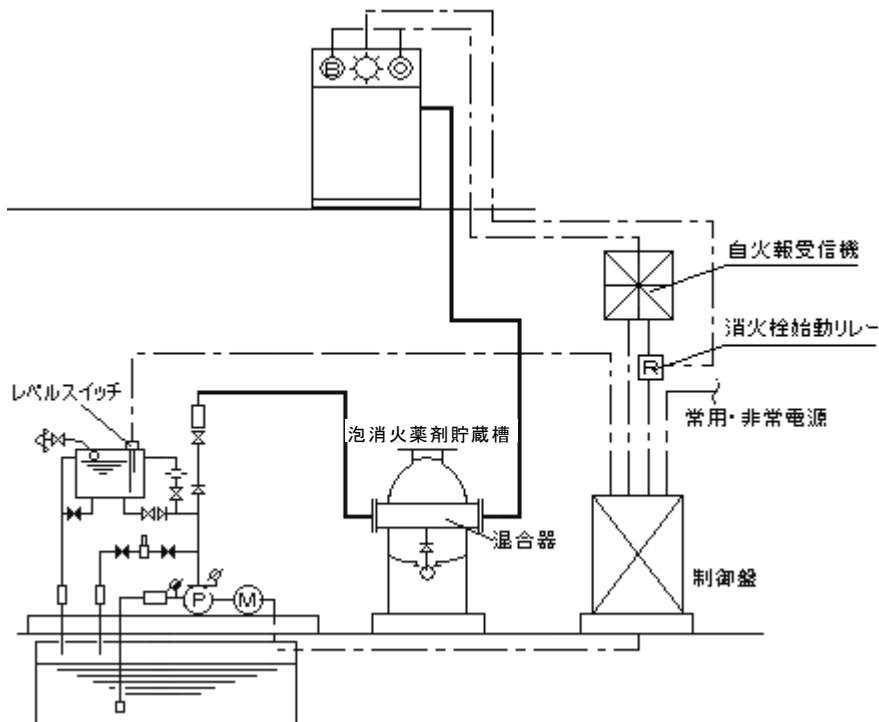 B
自火報受信機
消火栓始動リレー
R
レベルスイッチ
常用・非常電源
泡消火薬剤貯蔵槽
混合器
制御盤
P
M